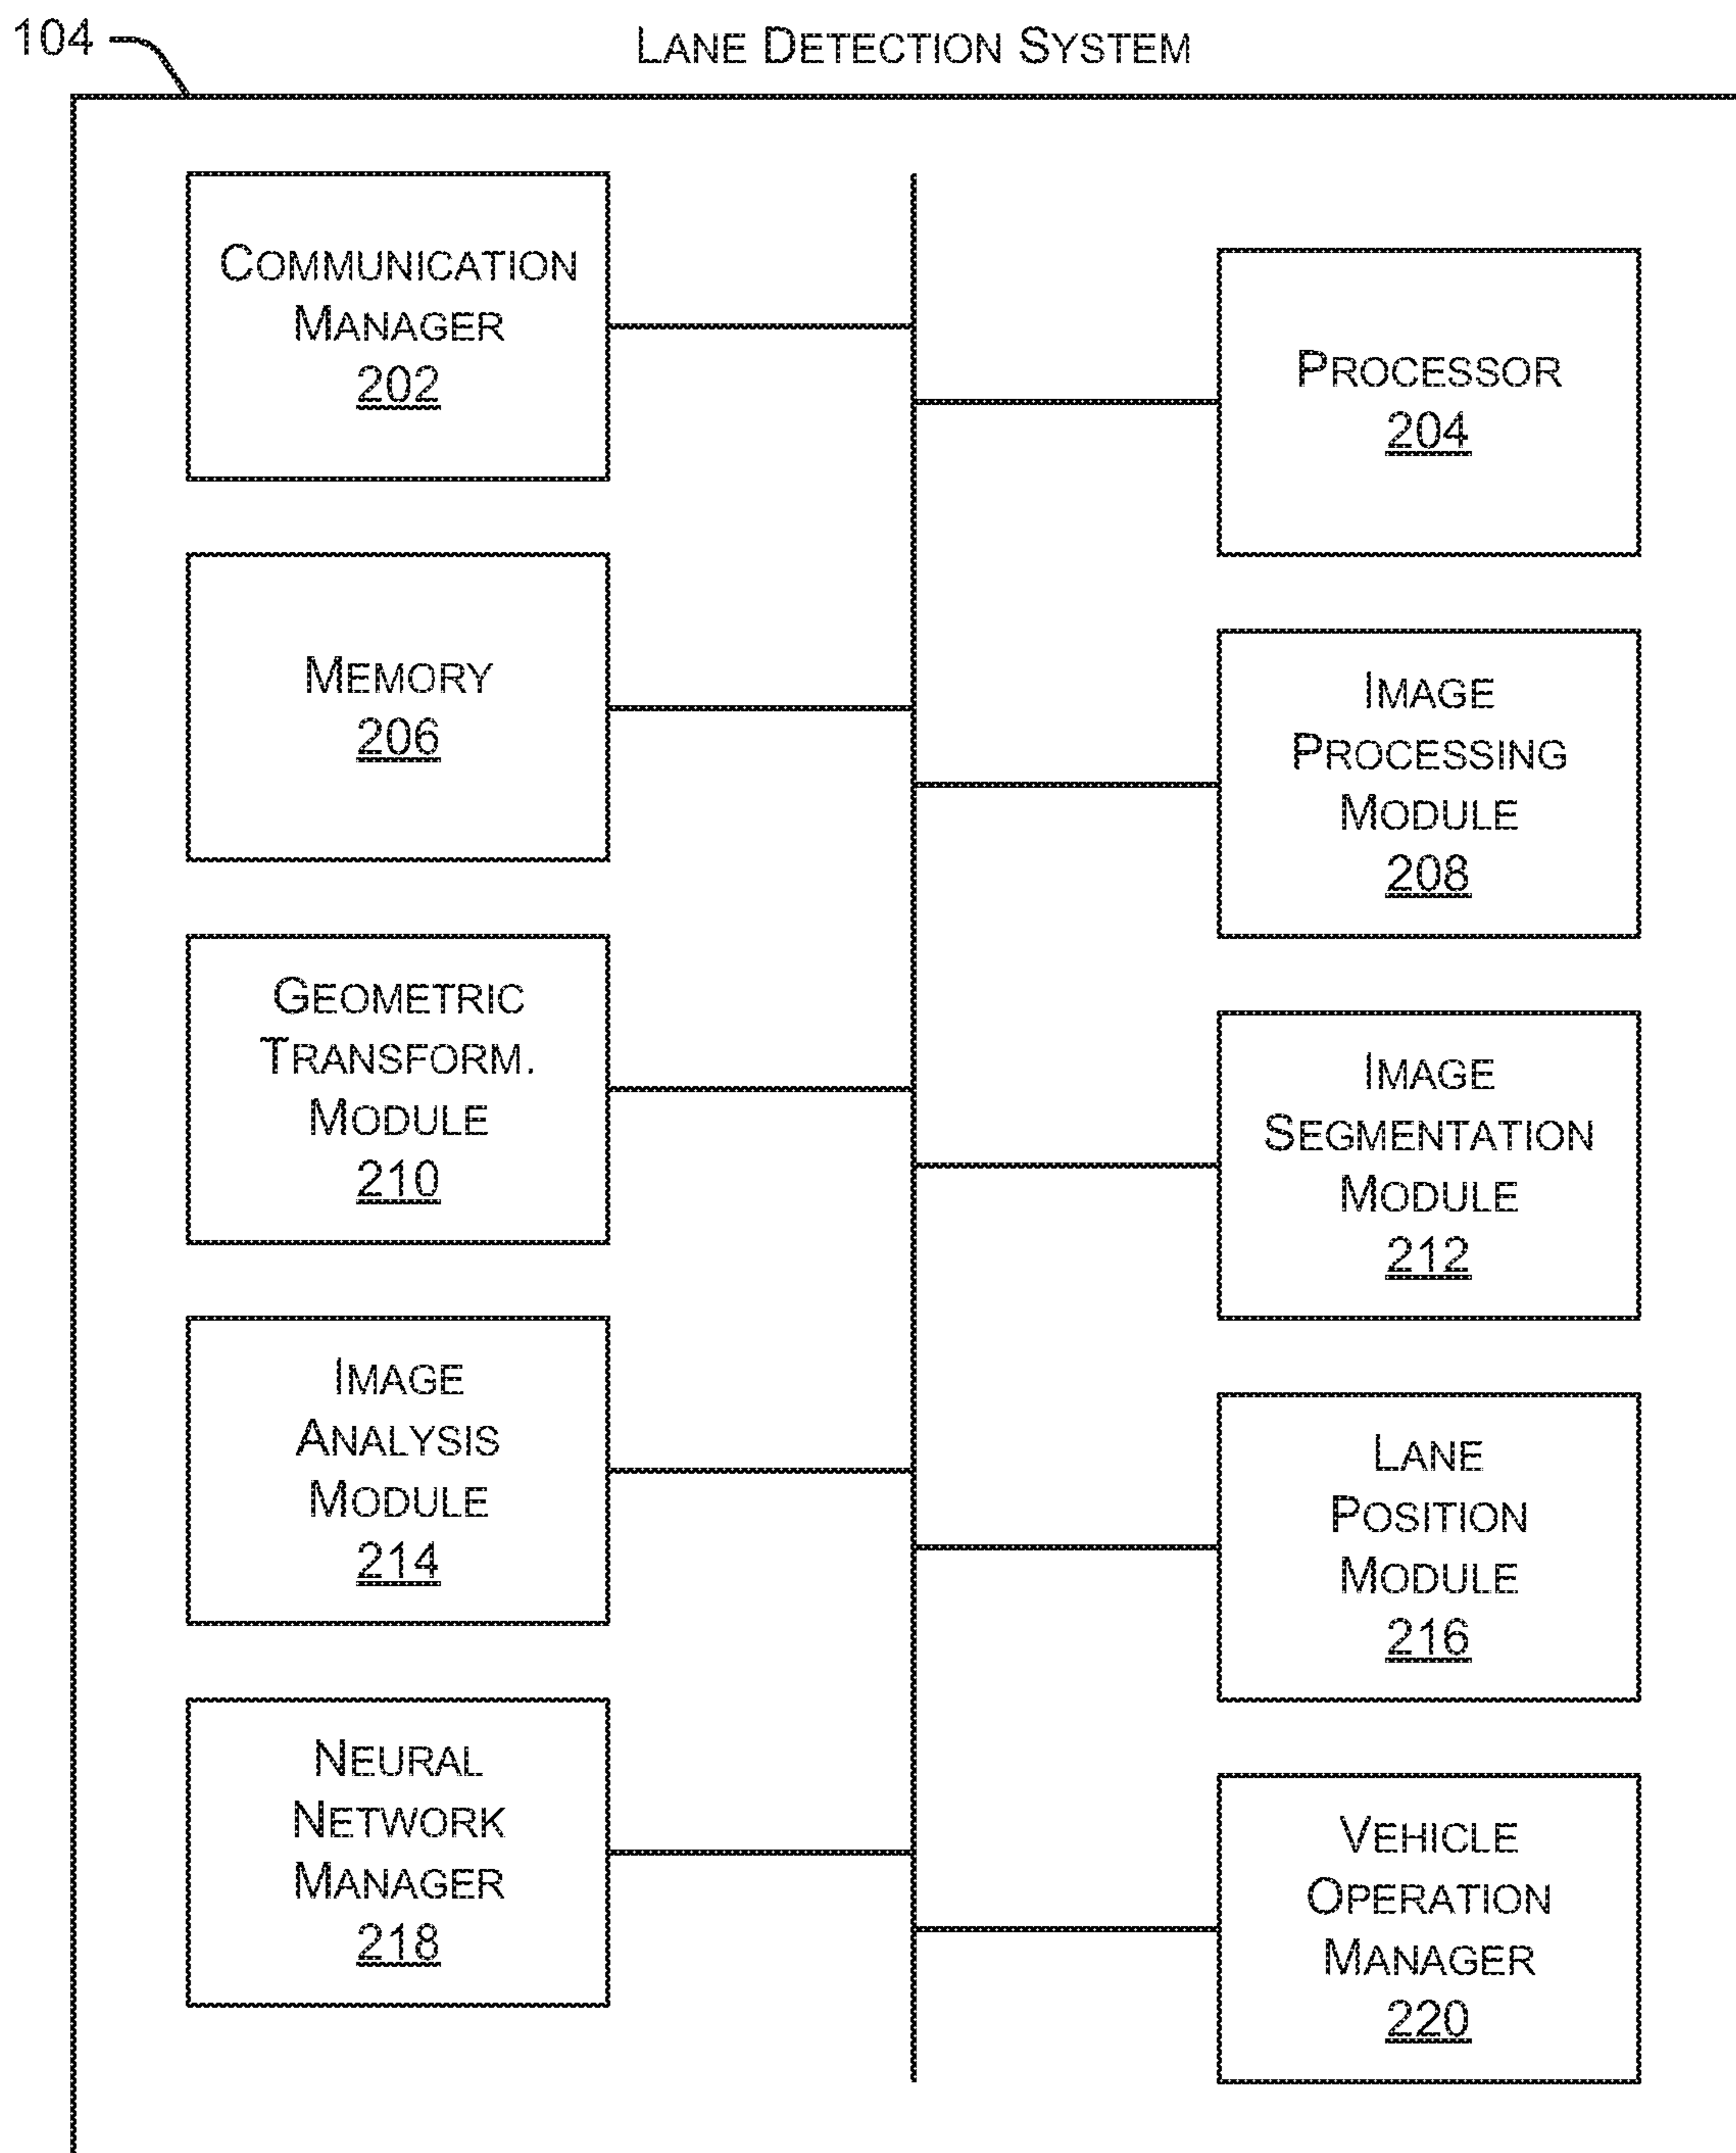 104
LANE DETECTION SYSTEM
COMMUNICATION
MANAGER
202
PROCESSOR
204
MEMORY
206
IMAGE
PROCESSING
MODULE
208
GEOMETRIC
TRANSFORM.
MODULE
210
IMAGE
SEGMENTATION
MODULE
212
IMAGE
ANALYSIS
MODULE
214
LANE
POSITION
MODULE
216
NEURAL
NETWORK
MANAGER
218
VEHICLE
OPERATION
MANAGER
220